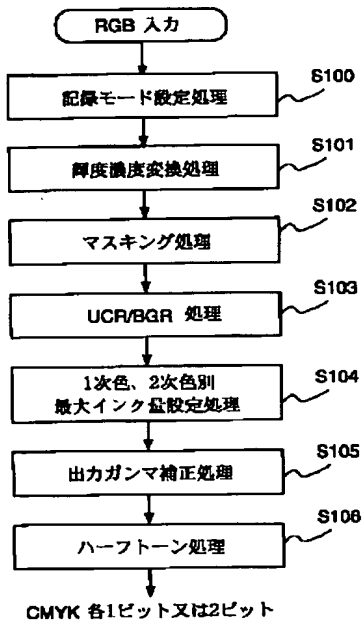 RGB 入力
記録モード設定処理
S100
輝度濃度変換処理
S101
マスキング処理
S102
UCR/BGR 処理
S103
1次色、2次色別
最大インク量設定処理
S104
出力ガンマ補正処理
S105
ハーフトーン処理
S106
CMYK 各1ビット又は2ビット